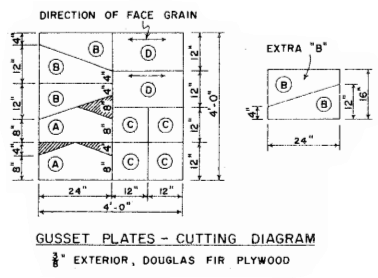 DIRECTION OF FACE GRAIN
4"
12"
12"
8"
4"
8"
B
B
B
A
A
4"
4"
8"
8"
D
D
C C
C C
12"
12"
12"
12"
4'-0"
24" 12" 12"
4'-0"
EXTRA "B"
B
B
4"
12"
16"
24"
GUSSET PLATES - CUTTING DIAGRAM
3/8" EXTERIOR, DOUGLAS FIR PLYWOOD